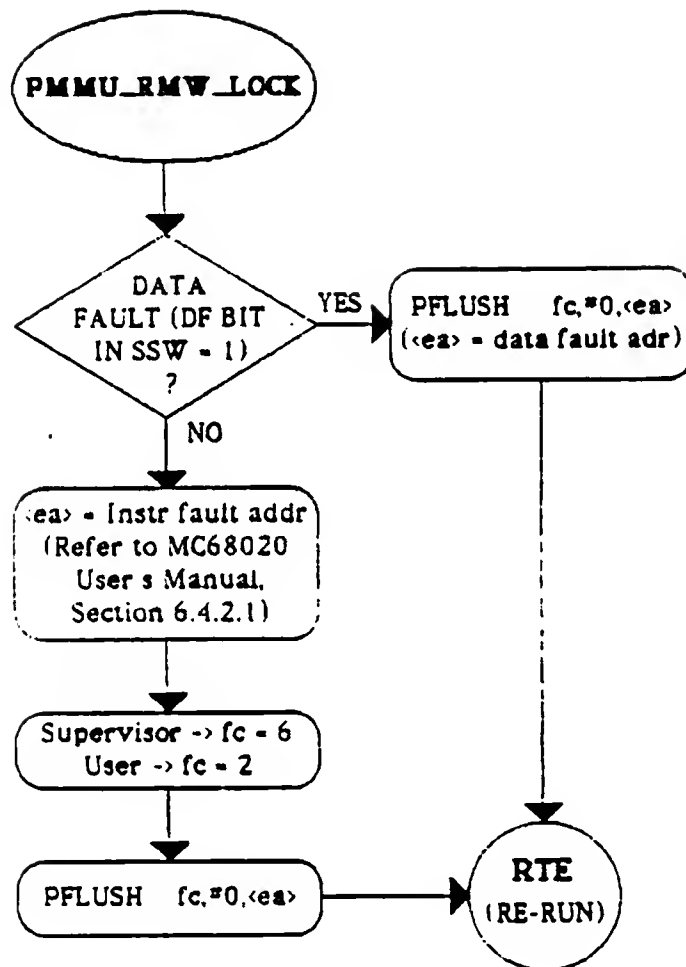 PMMU_RMW_LOCK
DATA
FAULT (DF BIT
IN SSW = 1)
?
YES
PFLUSH fc,#0,<ea>
(<ea> = data fault adr)
NO
<ea> = Instr fault addr
(Refer to MC68020
User s Manual,
Section 6.4.2.1)
Supervisor -> fc = 6
User -> fc = 2
PFLUSH fc,#0,<ea>
RTE
(RE-RUN)